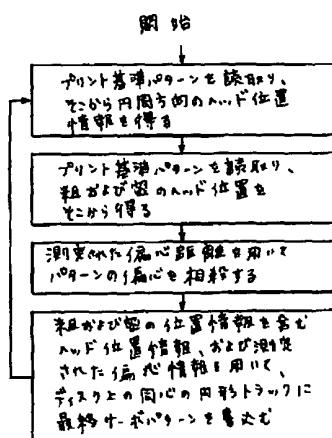 開始
プリント基準パターンを読取り、
そこから円周方向のヘッド位置
情報を得る
プリント基準パターンを読取り、
粗および密のヘッド位置を
そこから得る
測定された偏心距離を用いて
パターンの偏心を相殺する
粗および密の位置情報を含む
ヘッド位置情報、および測定
された偏心情報を用いて、
ディスク上の同心の円形トラックに
最終サーボパターンを書込む